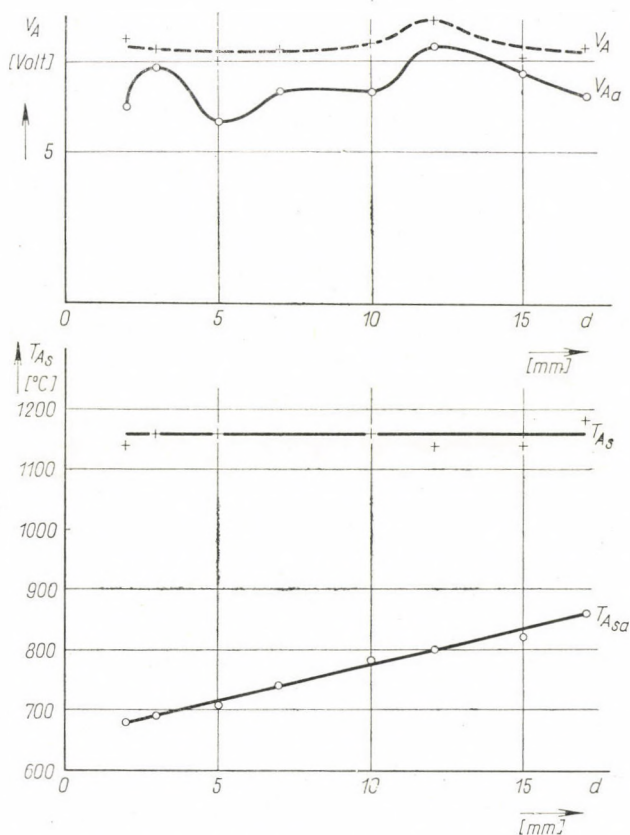 V_A
[Volt]
V_A
V_Aa
5
0 5 10 15 d
[mm]
T_As
[°C]
1200
T_As
1100
1000
900
T_Asa
800
700
600
0 5 10 15 d
[mm]